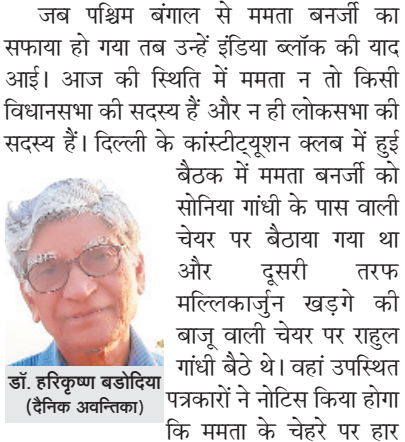 जब पश्चिम बंगाल से ममता बनर्जी का
सफाया हो गया तब उन्हें इंडिया ब्लॉक की याद
आई। आज की स्थिति में ममता न तो किसी
विधानसभा की सदस्य हैं और न ही लोकसभा की
सदस्य हैं। दिल्ली के कांस्टीट्यूशन क्लब में हुई
बैठक में ममता बनर्जी को
सोनिया गांधी के पास वाली
चेयर पर बैठाया गया था
और दूसरी तरफ
मल्लिकार्जुन खड़गे की
बाजू वाली चेयर पर राहुल
गांधी बैठे थे। वहां उपस्थित
पत्रकारों ने नोटिस किया होगा
कि ममता के चेहरे पर हार
डॉ. हरिकृष्ण बडोदिया
(दैनिक अवन्तिका)